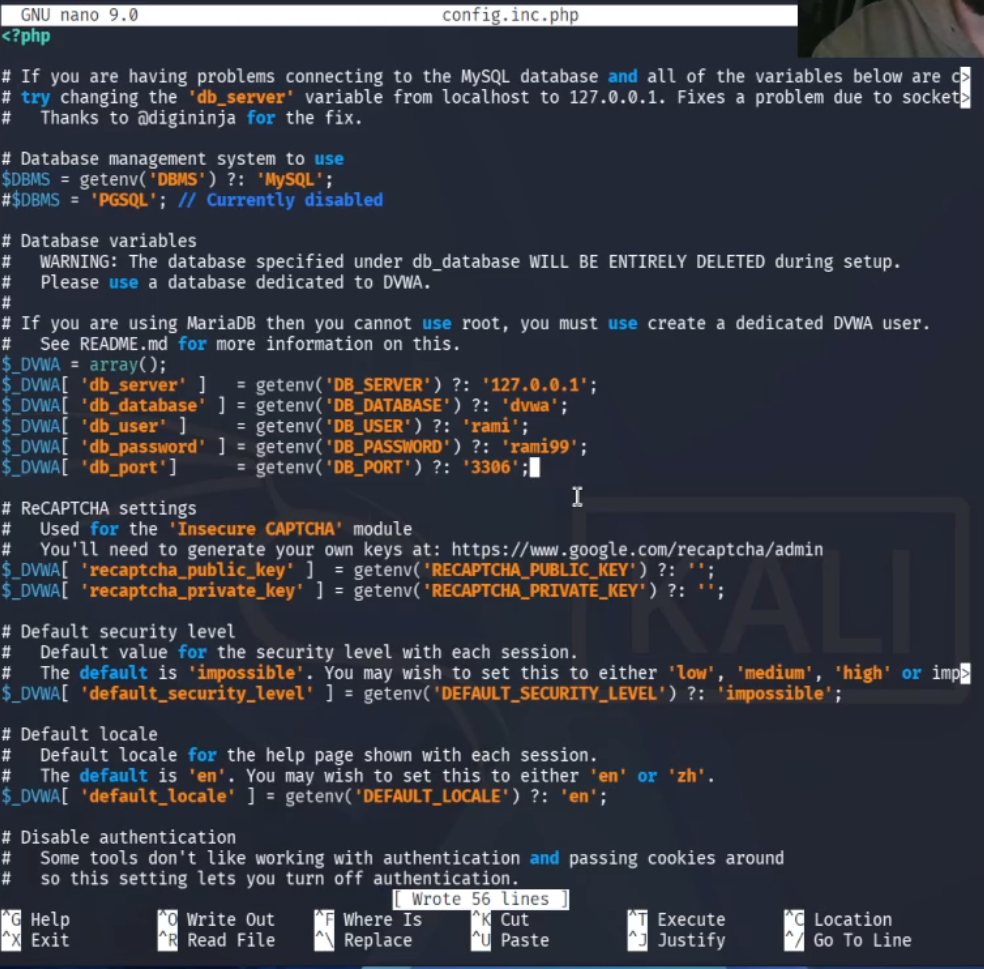 GNU nano 9.0 config.inc.php
<?php
# If you are having problems connecting to the MySQL database and all of the variables below are c>
# try changing the 'db_server' variable from localhost to 127.0.0.1. Fixes a problem due to socket>
#   Thanks to @digininja for the fix.
# Database management system to use
$DBMS = getenv('DBMS') ?: 'MySQL';
#$DBMS = 'PGSQL'; // Currently disabled
# Database variables
#   WARNING: The database specified under db_database WILL BE ENTIRELY DELETED during setup.
#   Please use a database dedicated to DVWA.
#
# If you are using MariaDB then you cannot use root, you must use create a dedicated DVWA user.
#   See README.md for more information on this.
$_DVWA = array();
$_DVWA[ 'db_server' ]   = getenv('DB_SERVER') ?: '127.0.0.1';
$_DVWA[ 'db_database' ] = getenv('DB_DATABASE') ?: 'dvwa';
$_DVWA[ 'db_user' ]     = getenv('DB_USER') ?: 'rami';
$_DVWA[ 'db_password' ] = getenv('DB_PASSWORD') ?: 'rami99';
$_DVWA[ 'db_port']      = getenv('DB_PORT') ?: '3306';
# ReCAPTCHA settings
#   Used for the 'Insecure CAPTCHA' module
#   You'll need to generate your own keys at: https://www.google.com/recaptcha/admin
$_DVWA[ 'recaptcha_public_key' ]  = getenv('RECAPTCHA_PUBLIC_KEY') ?: '';
$_DVWA[ 'recaptcha_private_key' ] = getenv('RECAPTCHA_PRIVATE_KEY') ?: '';
# Default security level
#   Default value for the security level with each session.
#   The default is 'impossible'. You may wish to set this to either 'low', 'medium', 'high' or imp>
$_DVWA[ 'default_security_level' ] = getenv('DEFAULT_SECURITY_LEVEL') ?: 'impossible';
# Default locale
#   Default locale for the help page shown with each session.
#   The default is 'en'. You may wish to set this to either 'en' or 'zh'.
$_DVWA[ 'default_locale' ] = getenv('DEFAULT_LOCALE') ?: 'en';
# Disable authentication
#   Some tools don't like working with authentication and passing cookies around
#   so this setting lets you turn off authentication.
[ Wrote 56 lines ]
^G Help ^O Write Out ^F Where Is ^K Cut ^T Execute ^C Location
^X Exit ^R Read File ^\ Replace ^U Paste ^J Justify ^/ Go To Line
KALI